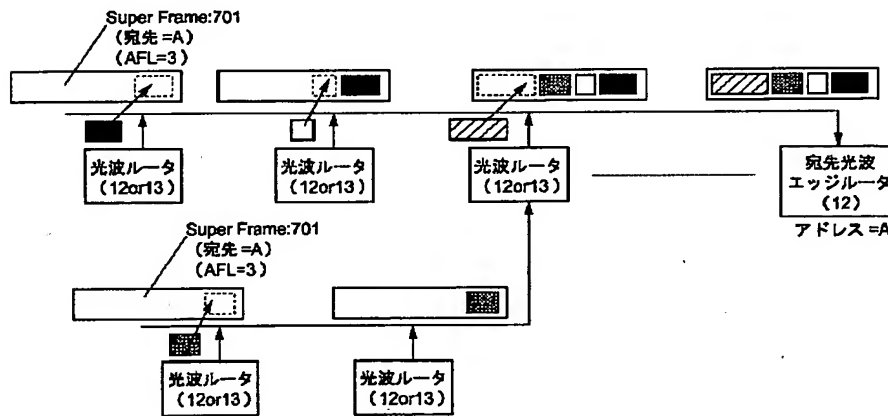 Super Frame:701
(宛先=A)
(AFL=3)
光波ルータ
(12or13)
光波ルータ
(12or13)
光波ルータ
(12or13)
宛先光波
エッジルータ
(12)
アドレス=A
Super Frame:701
(宛先=A)
(AFL=3)
光波ルータ
(12or13)
光波ルータ
(12or13)